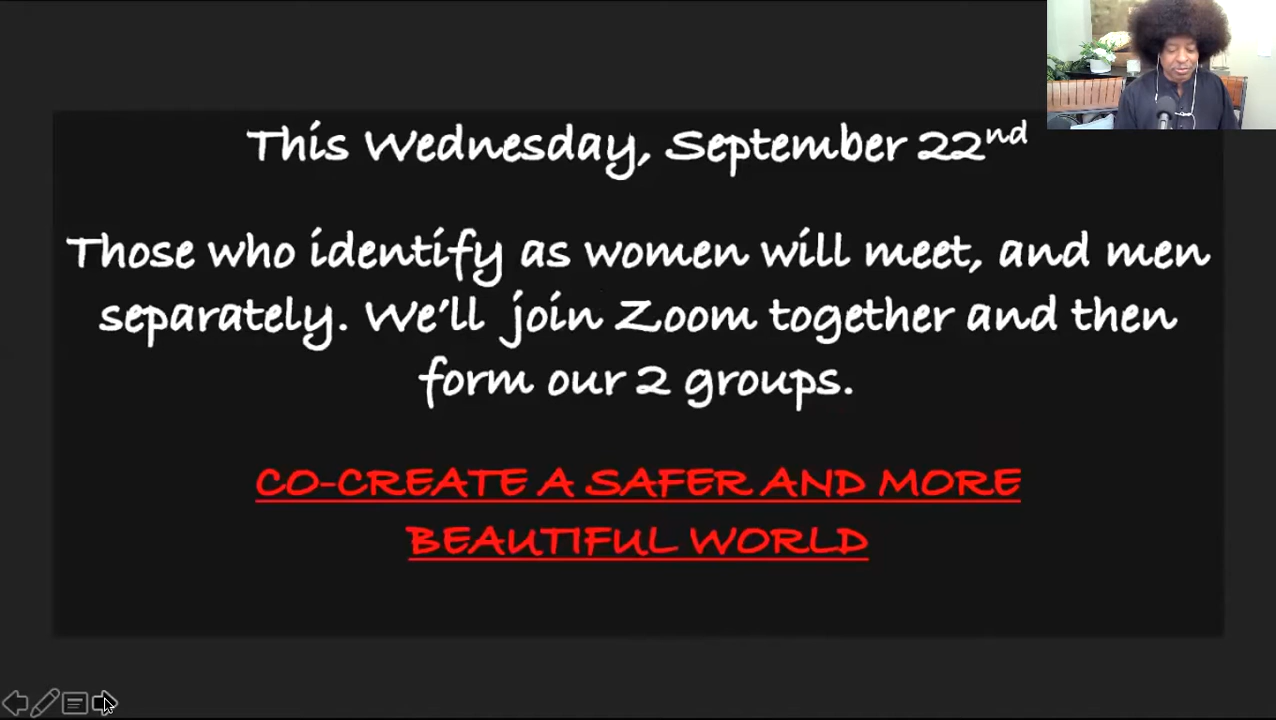 This Wednesday, September 22nd
Those who identify as women will meet, and men
separately. We'll join Zoom together and then
form our 2 groups.
CO-CREATE A SAFER AND MORE
BEAUTIFUL WORLD